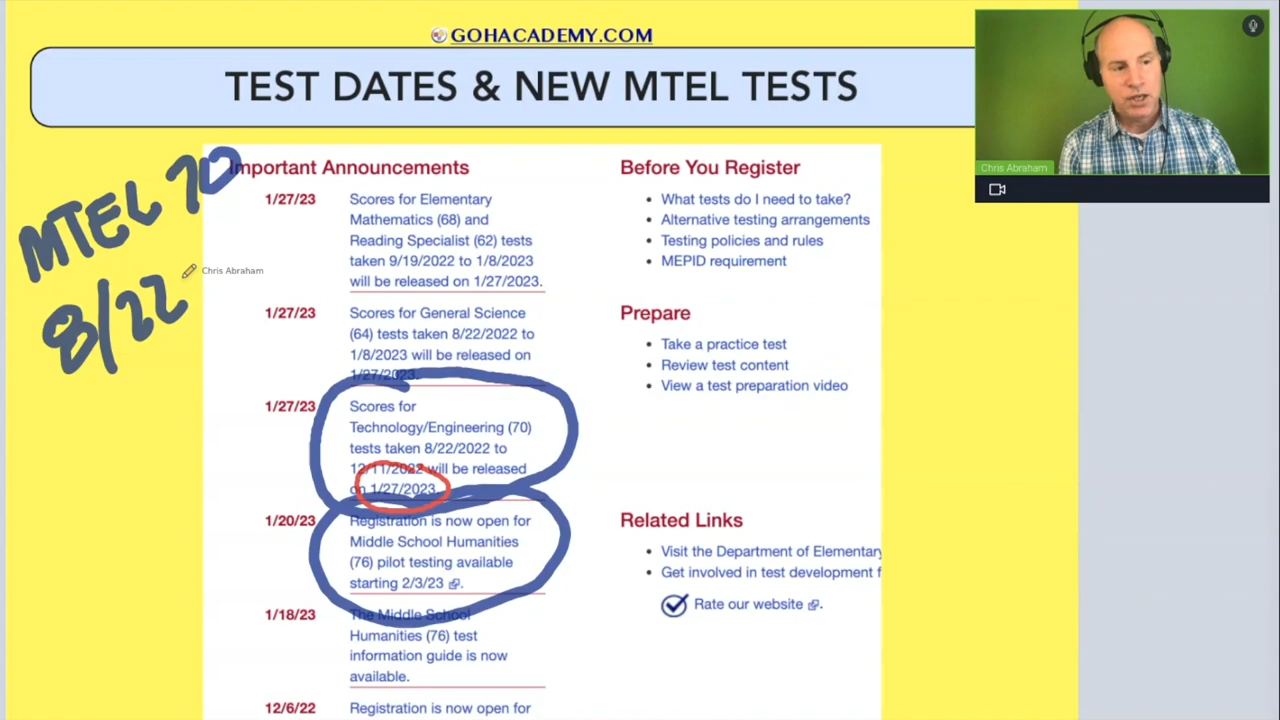 GOHACADEMY.COM
TEST DATES & NEW MTEL TESTS
Chris Abraham
MTEL 70
8/22
Chris Abraham
Important Announcements
1/27/23
Scores for Elementary
Mathematics (68) and
Reading Specialist (62) tests
taken 9/19/2022 to 1/8/2023
will be released on 1/27/2023.
1/27/23
Scores for General Science
(64) tests taken 8/22/2022 to
1/8/2023 will be released on
1/27/2023.
1/27/23
Scores for
Technology/Engineering (70)
tests taken 8/22/2022 to
12/11/2022 will be released
on 1/27/2023.
1/20/23
Registration is now open for
Middle School Humanities
(76) pilot testing available
starting 2/3/23 .
1/18/23
The Middle School
Humanities (76) test
information guide is now
available.
12/6/22
Registration is now open for
Before You Register
What tests do I need to take?
Alternative testing arrangements
Testing policies and rules
MEPID requirement
Prepare
Take a practice test
Review test content
View a test preparation video
Related Links
Visit the Department of Elementary
Get involved in test development f
Rate our website .